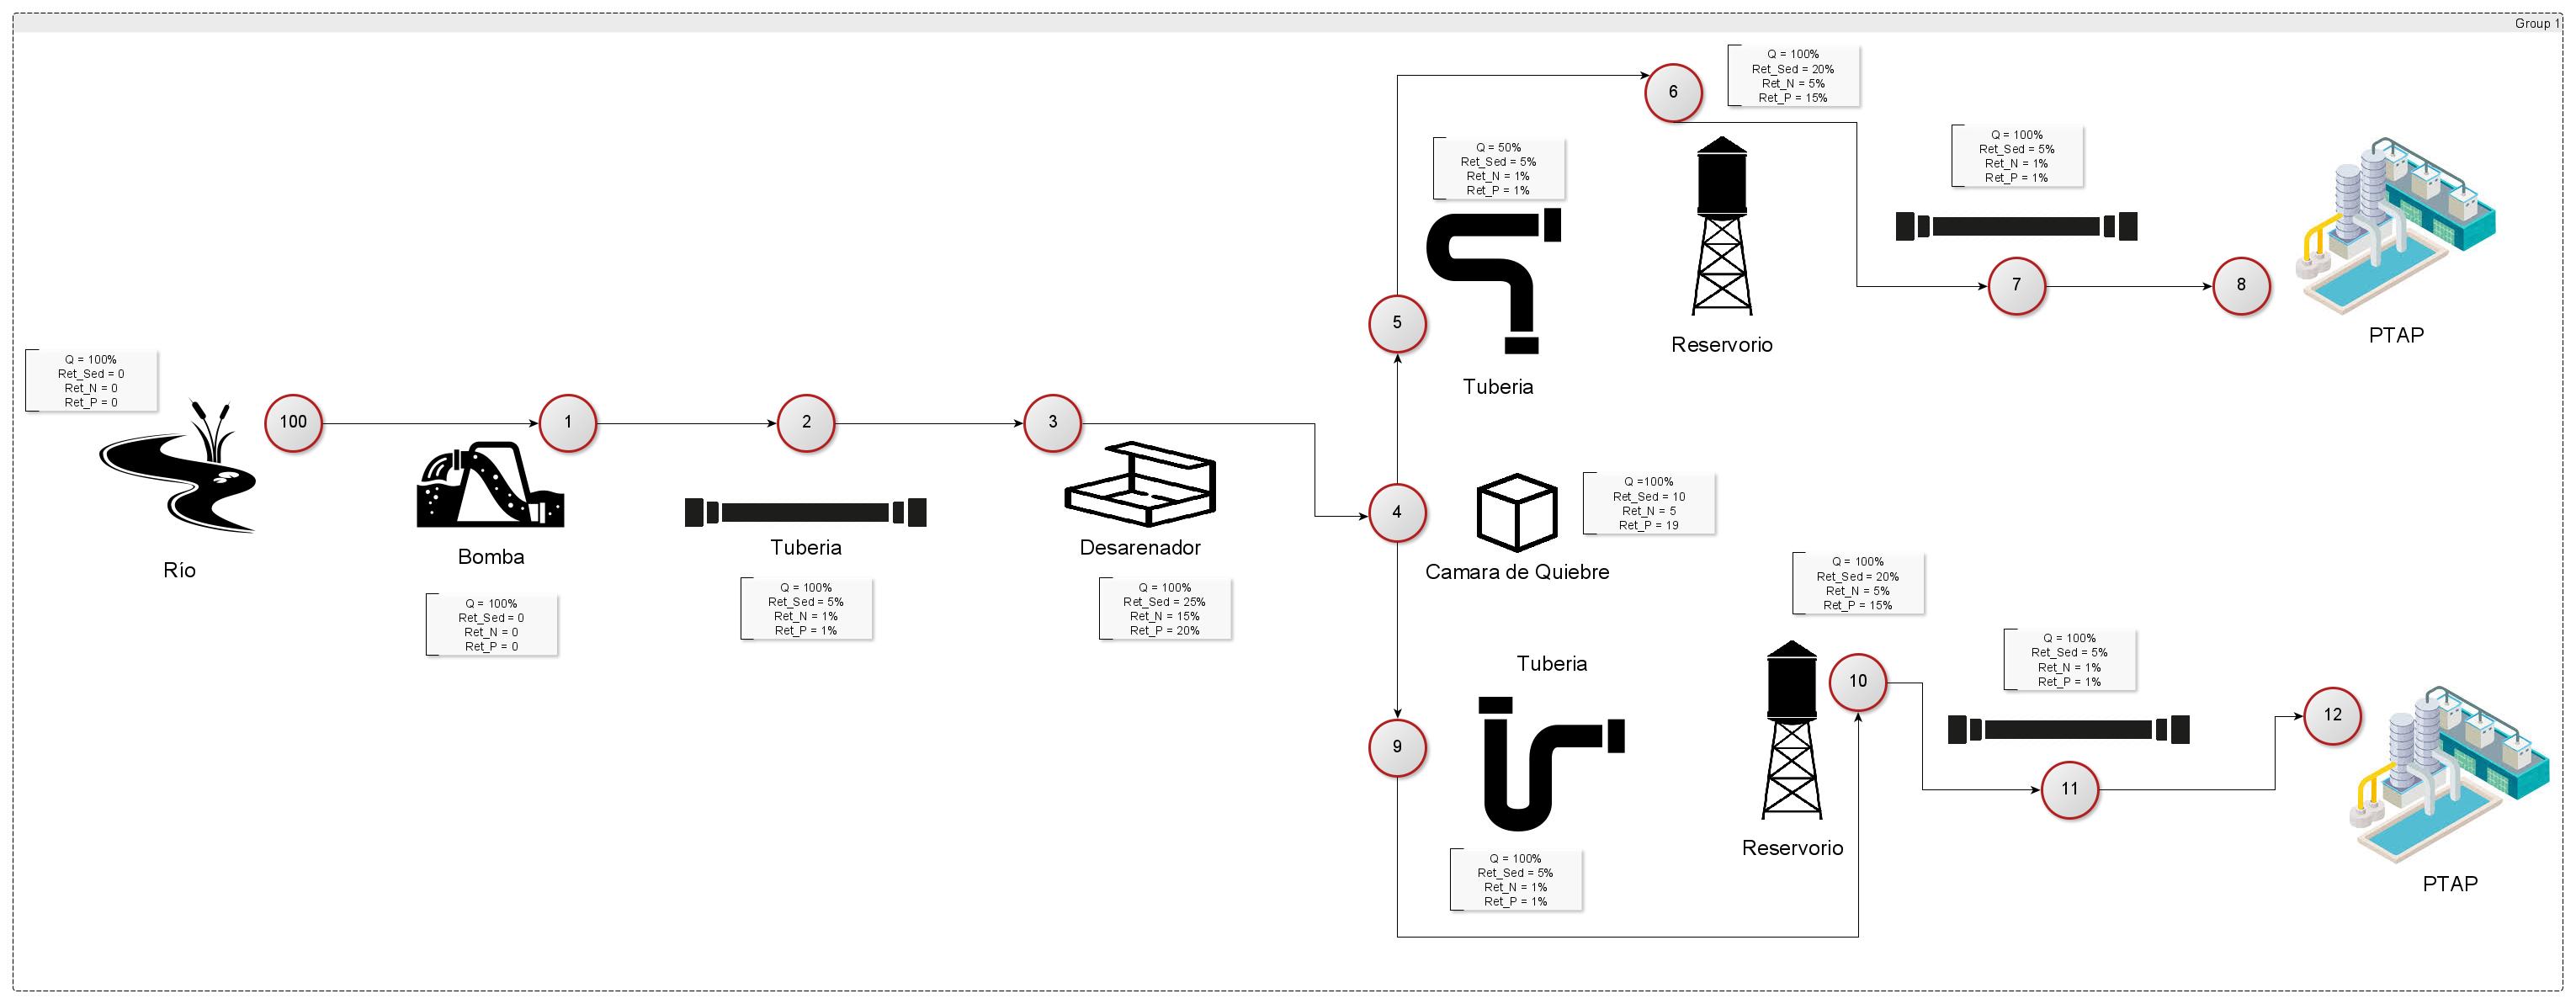 Group 1
Q = 100%
Ret_Sed = 20%
Ret_N = 5%
Ret_P = 15%
6
Q = 100%
Ret_Sed = 5%
Ret_N = 1%
Ret_P = 1%
Q = 50%
Ret_Sed = 5%
Ret_N = 1%
Ret_P = 1%
7
8
5
PTAP
Reservorio
Tuberia
Q = 100%
Ret_Sed = 0
Ret_N = 0
Ret_P = 0
100
1
2
3
Río
Bomba
Tuberia
Desarenador
4
Q =100%
Ret_Sed = 10
Ret_N = 5
Ret_P = 19
Camara de Quiebre
Q = 100%
Ret_Sed = 0
Ret_N = 0
Ret_P = 0
Q = 100%
Ret_Sed = 5%
Ret_N = 1%
Ret_P = 1%
Q = 100%
Ret_Sed = 25%
Ret_N = 15%
Ret_P = 20%
Q = 100%
Ret_Sed = 20%
Ret_N = 5%
Ret_P = 15%
Q = 100%
Ret_Sed = 5%
Ret_N = 1%
Ret_P = 1%
Tuberia
10
12
9
11
Reservorio
Q = 100%
Ret_Sed = 5%
Ret_N = 1%
Ret_P = 1%
PTAP